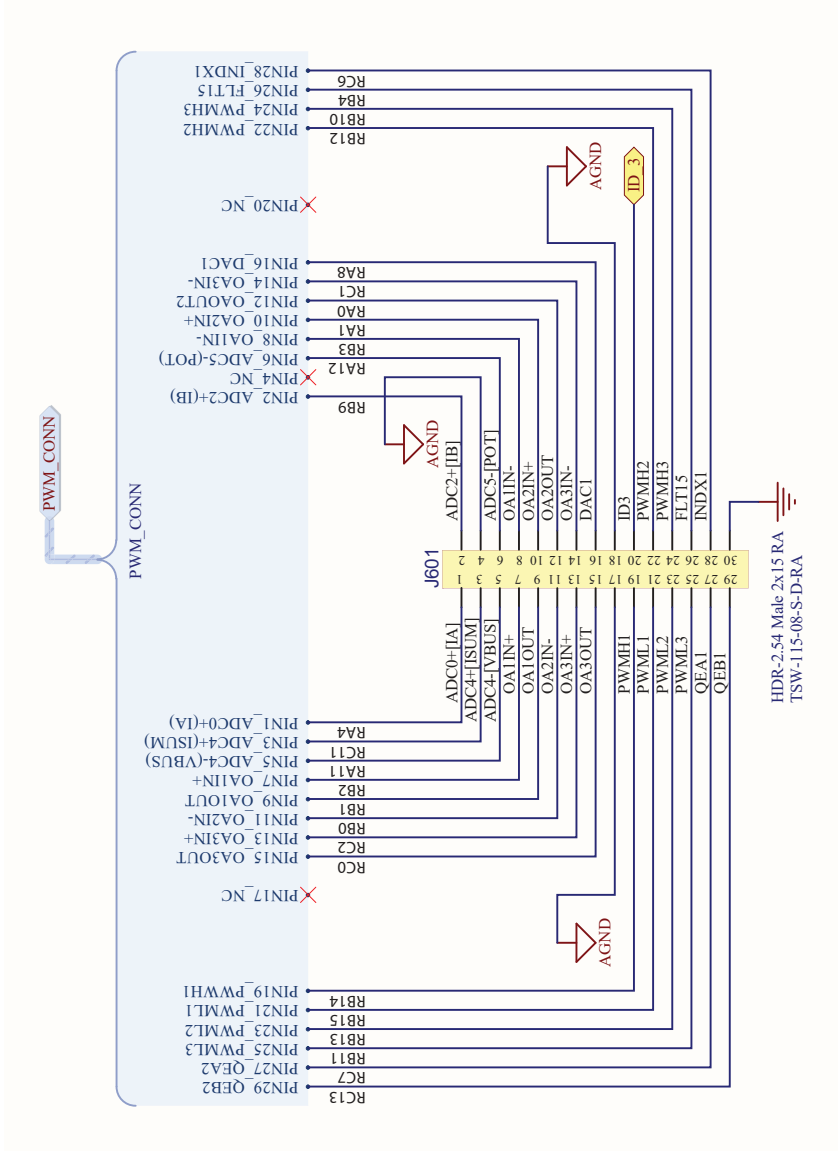 PWM_CONN
PWM_CONN
PIN28_INDX1
RC6
PIN26_FLT15
RB4
PIN24_PWMH3
RB10
PIN22_PWMH2
RB12
PIN20_NC
PIN16_DAC1
RA8
PIN14_OA3IN-
RC1
PIN12_OAOUT2
RA0
PIN10_OA2IN+
RA1
PIN8_OA1IN-
RB3
PIN6_ADC5-(POT)
RA12
PIN4_NC
PIN2_ADC2+(IB)
RB9
PIN1_ADC0+(IA)
RA4
PIN3_ADC4+(ISUM)
RC11
PIN5_ADC4-(VBUS)
RA11
PIN7_OA1IN+
RB2
PIN9_OA1OUT
RB1
PIN11_OA2IN-
RB0
PIN13_OA3IN+
RC2
PIN15_OA3OUT
RC0
PIN17_NC
PIN19_PWWH1
RB14
PIN21_PWML1
RB15
PIN23_PWML2
RB13
PIN25_PWML3
RB11
PIN27_QEA2
RC7
PIN29_QEB2
RC13
AGND
AGND
ID_3
AGND
ADC2+[IB]
ADC5-[POT]
OA1IN-
OA2IN+
OA2OUT
OA3IN-
DAC1
ID3
PWMH2
PWMH3
FLT15
INDX1
J601
2 4 6 8 10 12 14 16 18 20 22 24 26 28 30
1 3 5 7 9 11 13 15 17 19 21 23 25 27 29
ADC0+[IA]
ADC4+[ISUM]
ADC4-[VBUS]
OA1IN+
OA1OUT
OA2IN-
OA3IN+
OA3OUT
PWMH1
PWML1
PWML2
PWML3
QEA1
QEB1
HDR-2.54 Male 2x15 RA
TSW-115-08-S-D-RA